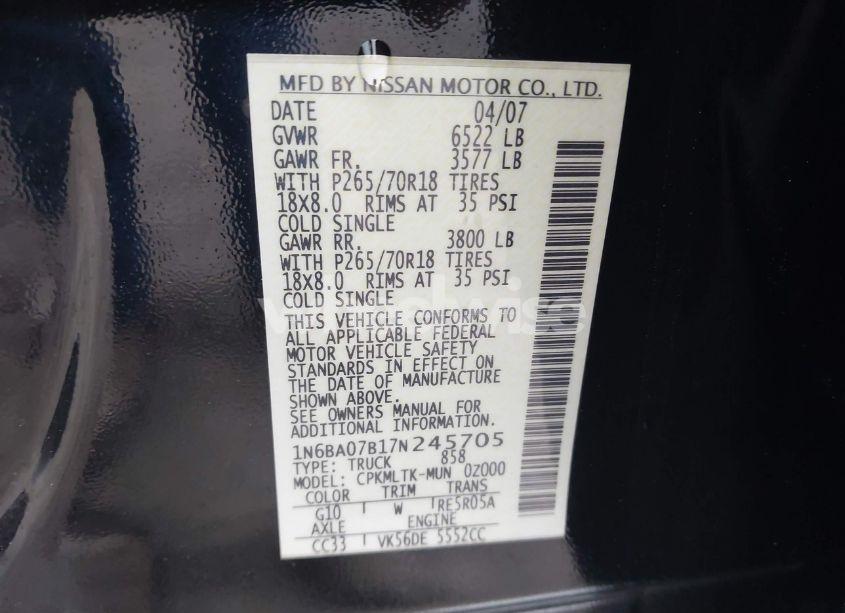 MFD BY NISSAN MOTOR CO., LTD.
DATE 04/07
GVWR 6522 LB
GAWR FR. 3577 LB
WITH P265/70R18 TIRES
18X8.0 RIMS AT 35 PSI
COLD SINGLE
GAWR RR. 3800 LB
WITH P265/70R18 TIRES
18X8.0 RIMS AT 35 PSI
COLD SINGLE
THIS VEHICLE CONFORMS TO
ALL APPLICABLE FEDERAL
MOTOR VEHICLE SAFETY
STANDARDS IN EFFECT ON
THE DATE OF MANUFACTURE
SHOWN ABOVE.
SEE OWNERS MANUAL FOR
ADDITIONAL INFORMATION.
1N6BA07B17N245705
TYPE: TRUCK 858
MODEL: CPKMLTK-MUN 0Z000
COLOR TRIM TRANS
G10 W RE5R05A
AXLE ENGINE
CC33 VK56DE 5552CC